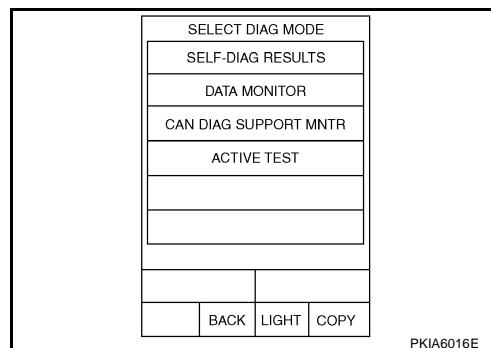 SELECT DIAG MODE
SELF-DIAG RESULTS
DATA MONITOR
CAN DIAG SUPPORT MNTR
ACTIVE TEST
BACK LIGHT COPY
PKIA6016E